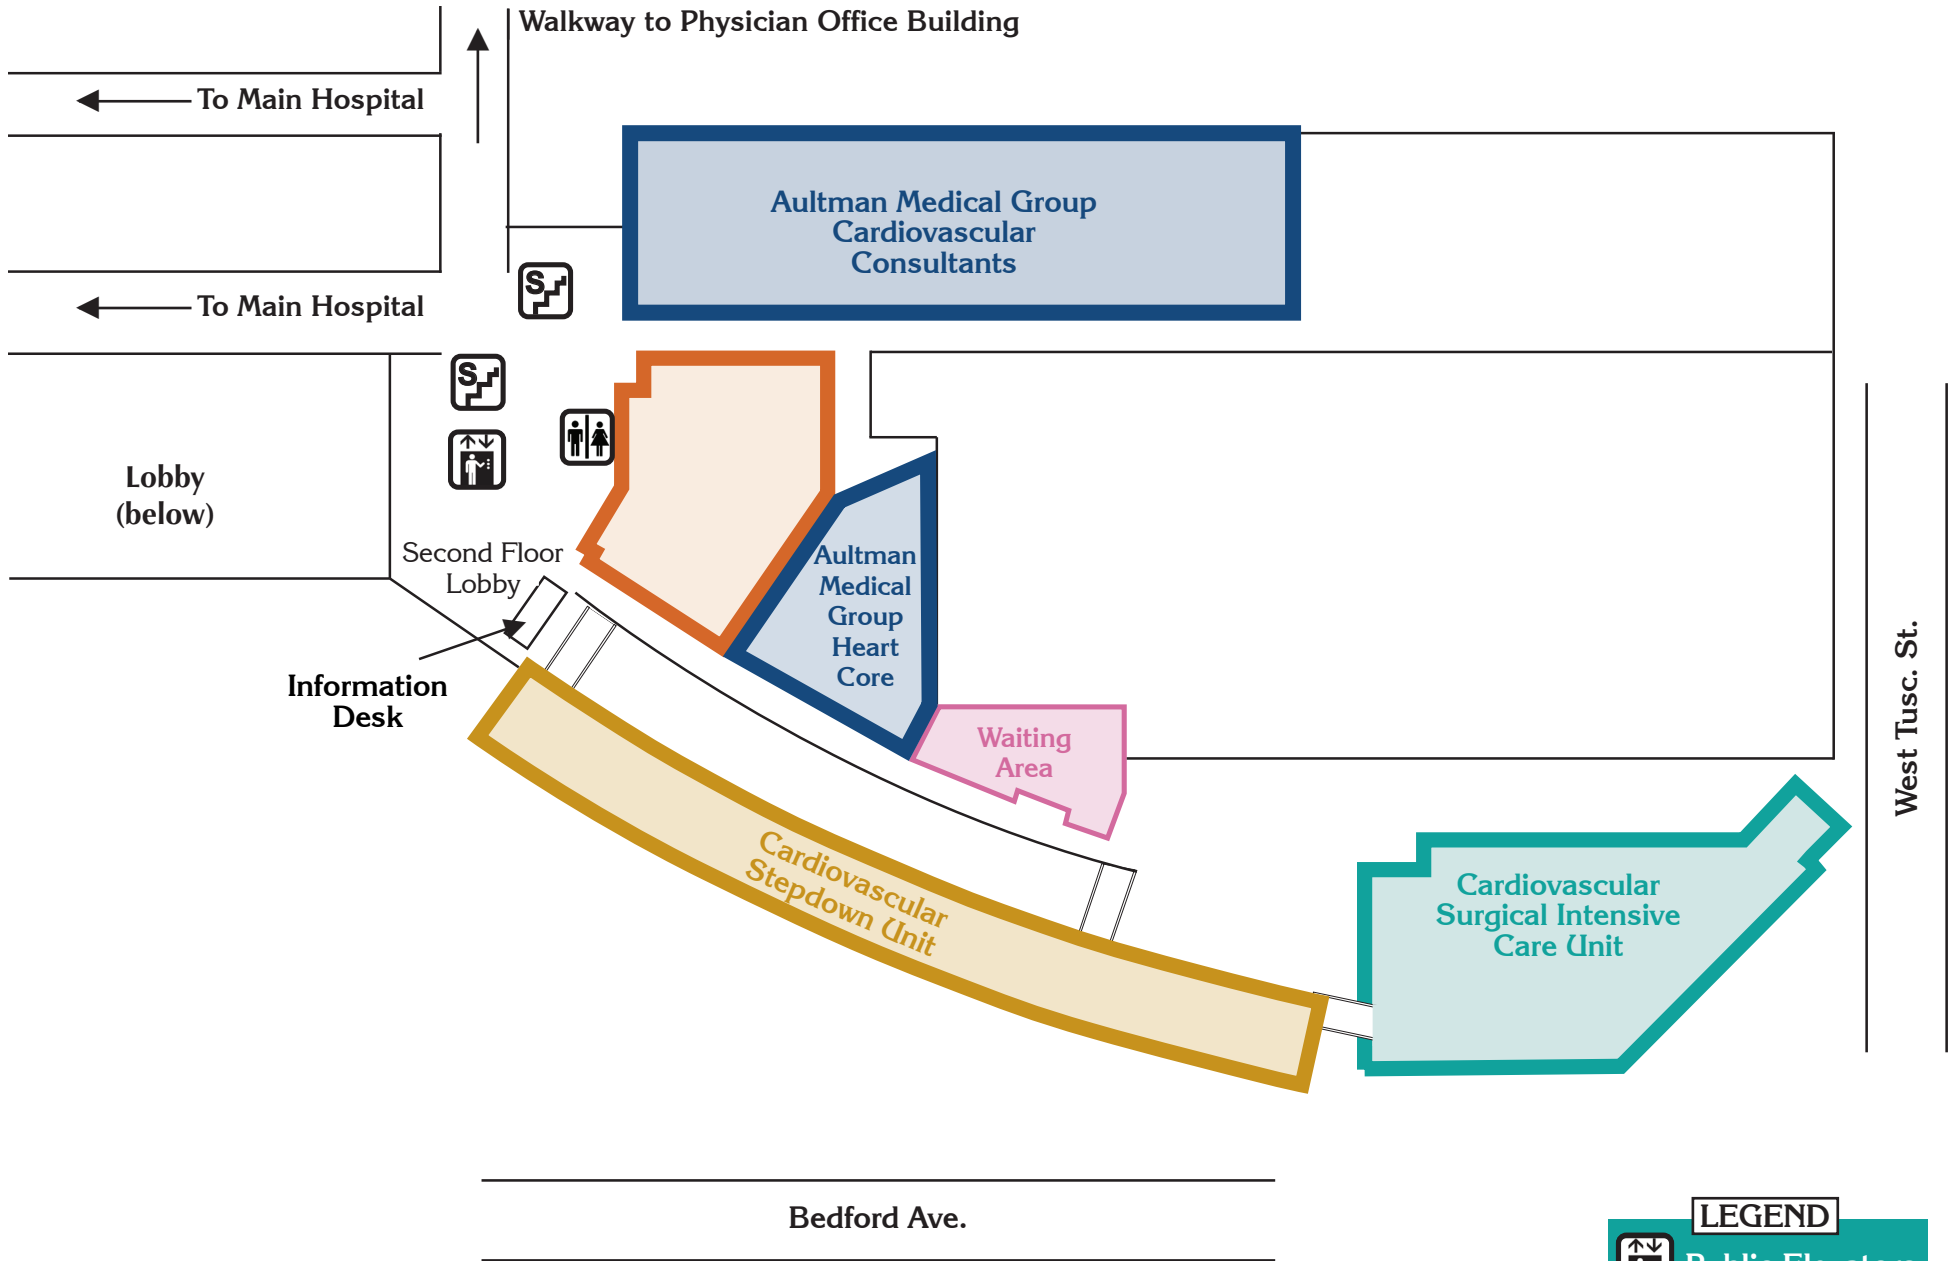 Walkway to Physician Office Building
To Main Hospital
Aultman Medical Group
Cardiovascular
Consultants
S
To Main Hospital
S
Lobby
(below)
Second Floor
Lobby
Aultman
Medical
Group
Heart
Core
Information
Desk
Waiting
Area
West Tusc. St.
Cardiovascular
Stepdown Unit
Cardiovascular
Surgical Intensive
Care Unit
Bedford Ave.
LEGEND
Public Elevators